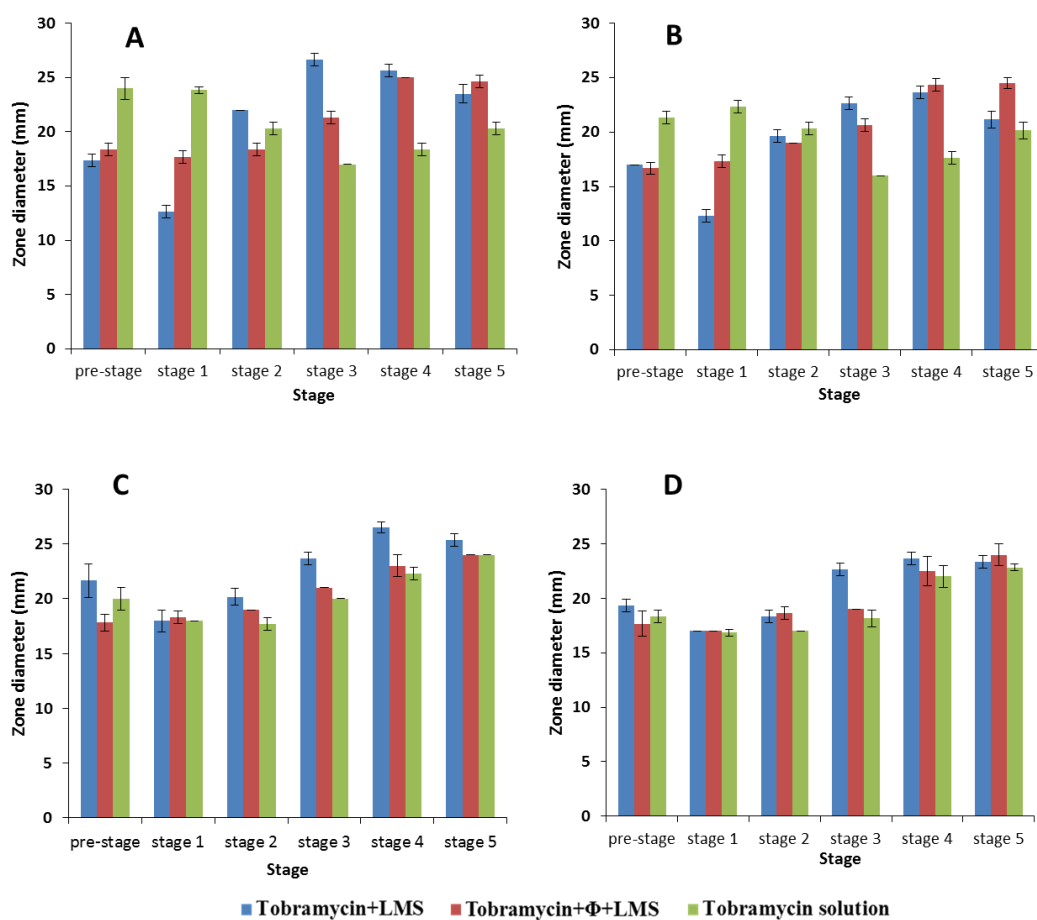 A
Zone diameter (mm)
30
25
20
15
10
5
0
pre-stage stage 1 stage 2 stage 3 stage 4 stage 5
Stage
B
Zone diameter (mm)
30
25
20
15
10
5
0
pre-stage stage 1 stage 2 stage 3 stage 4 stage 5
Stage
C
Zone diameter (mm)
30
25
20
15
10
5
0
pre-stage stage 1 stage 2 stage 3 stage 4 stage 5
Stage
D
Zone diameter (mm)
30
25
20
15
10
5
0
pre-stage stage 1 stage 2 stage 3 stage 4 stage 5
Stage
Tobramycin+LMS Tobramycin+Φ+LMS Tobramycin solution